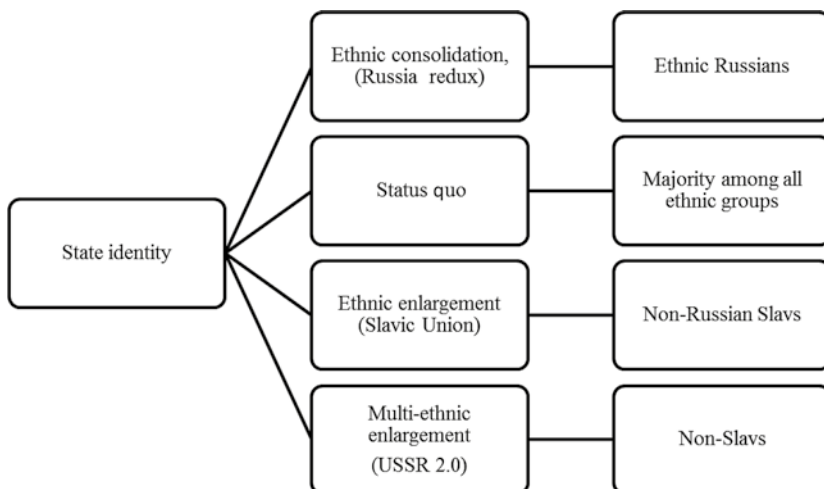 State identity
Ethnic consolidation,
(Russia redux)
Ethnic Russians
Status quo
Majority among all
ethnic groups
Ethnic enlargement
(Slavic Union)
Non-Russian Slavs
Multi-ethnic
enlargement
(USSR 2.0)
Non-Slavs